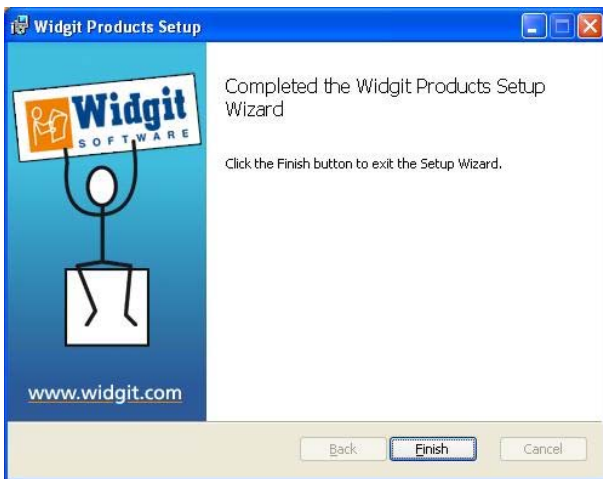 Widgit Products Setup
Widgit
SOFTWARE
Completed the Widgit Products Setup
Wizard
Click the Finish button to exit the Setup Wizard.
www.widgit.com
Back Finish Cancel